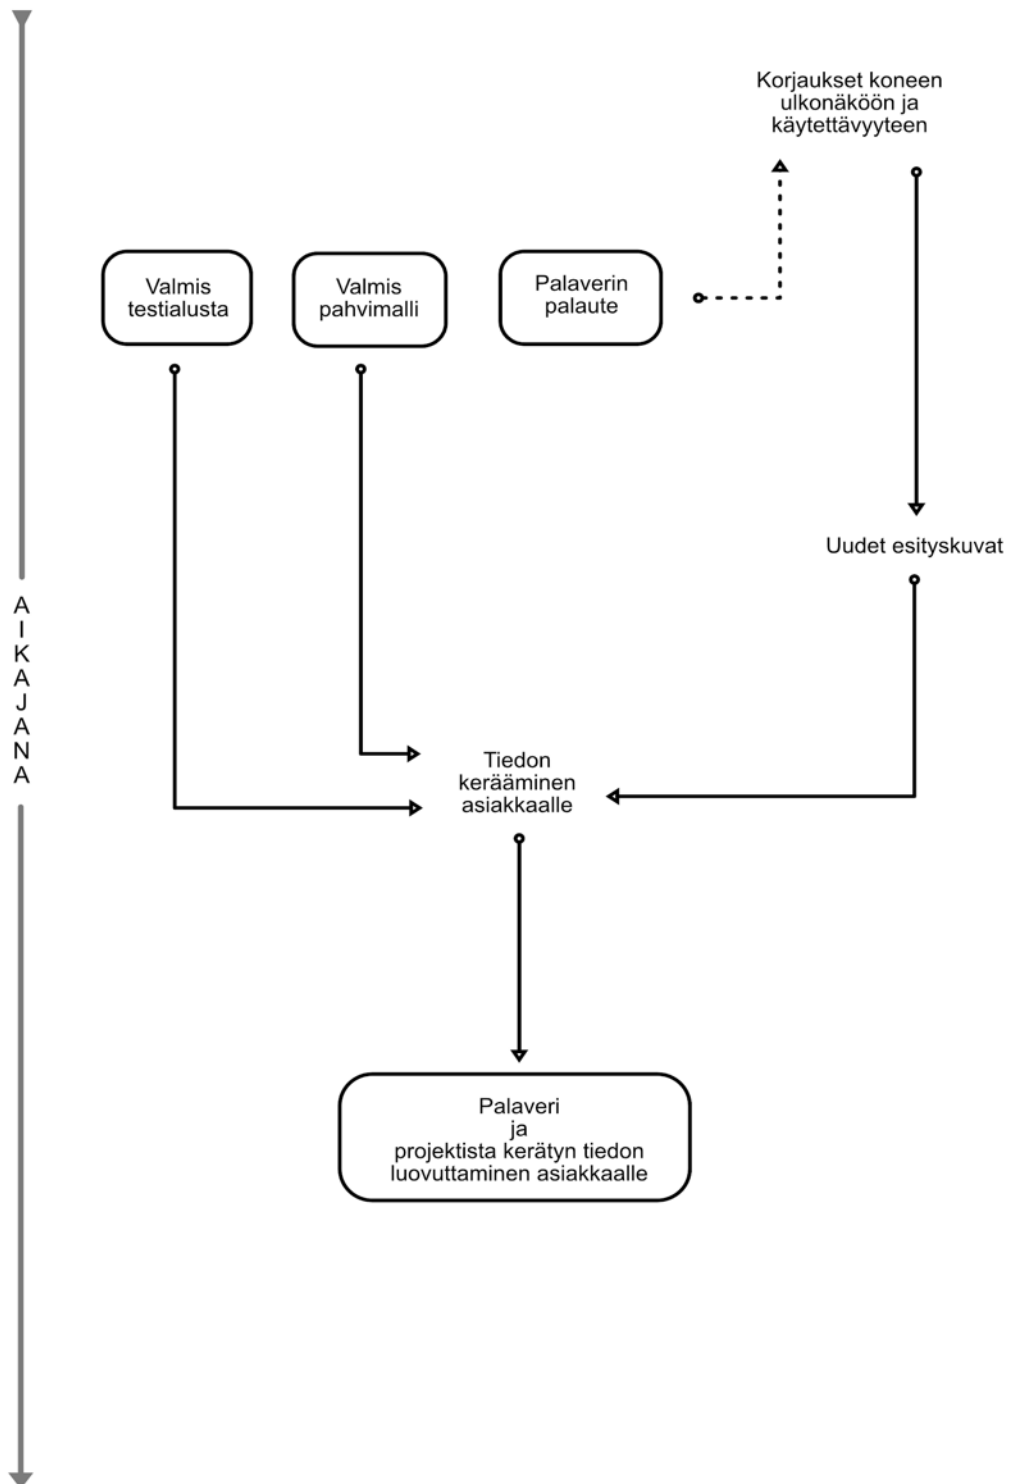 Korjaukset koneen
ulkonäköön ja
käytettävyyteen
Valmis
testialusta
Valmis
pahvimalli
Palaverin
palaute
Uudet esityskuvat
A
I
K
A
J
A
N
A
Tiedon
kerääminen
asiakkaalle
Palaveri
ja
projektista kerätyn tiedon
luovuttaminen asiakkaalle